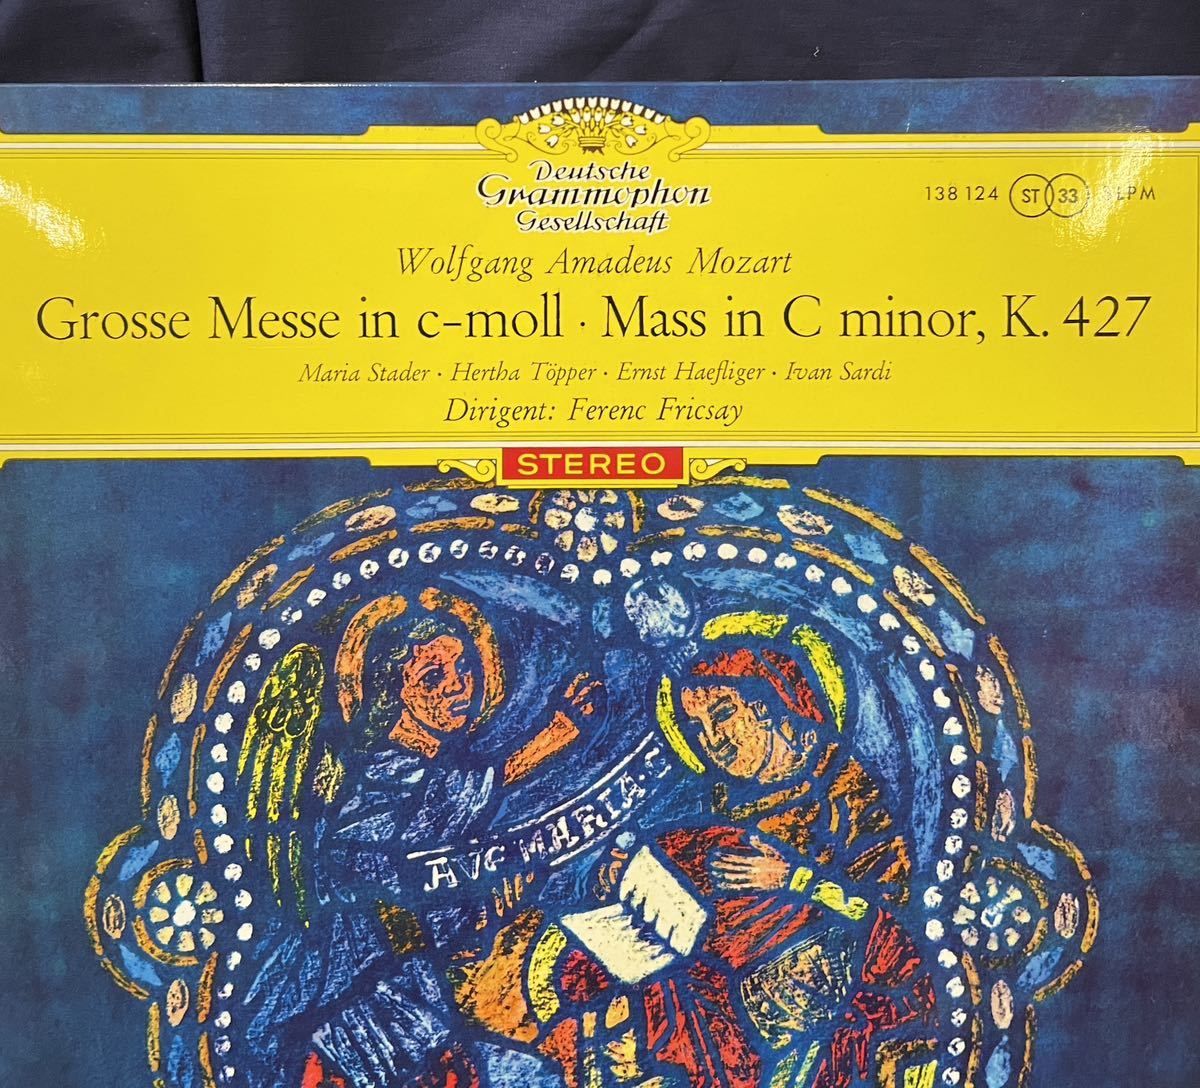 Deutsche
Grammophon
Gesellschaft
138 124 ST 33 SLPM
Wolfgang Amadeus Mozart
Grosse Messe in c-moll · Mass in C minor, K. 427
Maria Stader · Hertha Töpper · Ernst Haefliger · Ivan Sardi
Dirigent: Ferenc Fricsay
STEREO
AVE MARIA · G